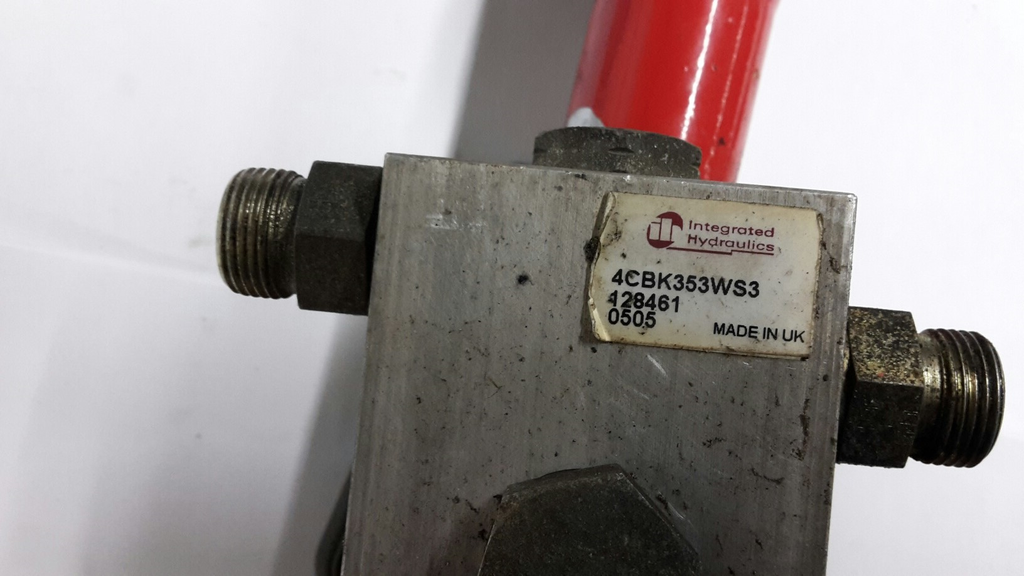 Integrated
Hydraulics
4CBK353WS3
128461
0505 MADE IN UK